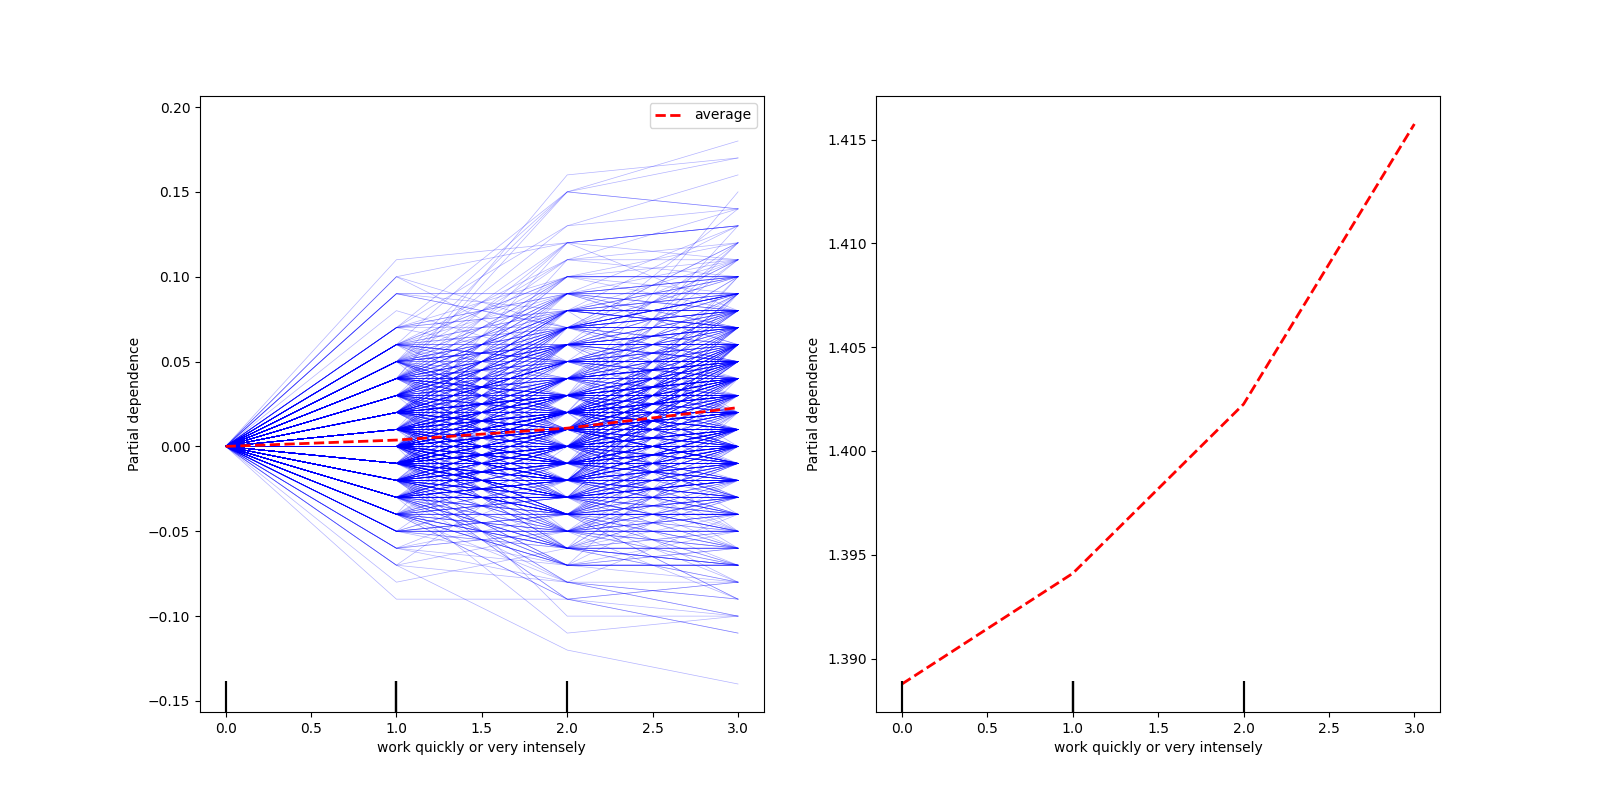 average
0.20
0.15
0.10
0.05
0.00
−0.05
−0.10
−0.15
Partial dependence
0.0 0.5 1.0 1.5 2.0 2.5 3.0
work quickly or very intensely
1.415
1.410
1.405
1.400
1.395
1.390
Partial dependence
0.0 0.5 1.0 1.5 2.0 2.5 3.0
work quickly or very intensely